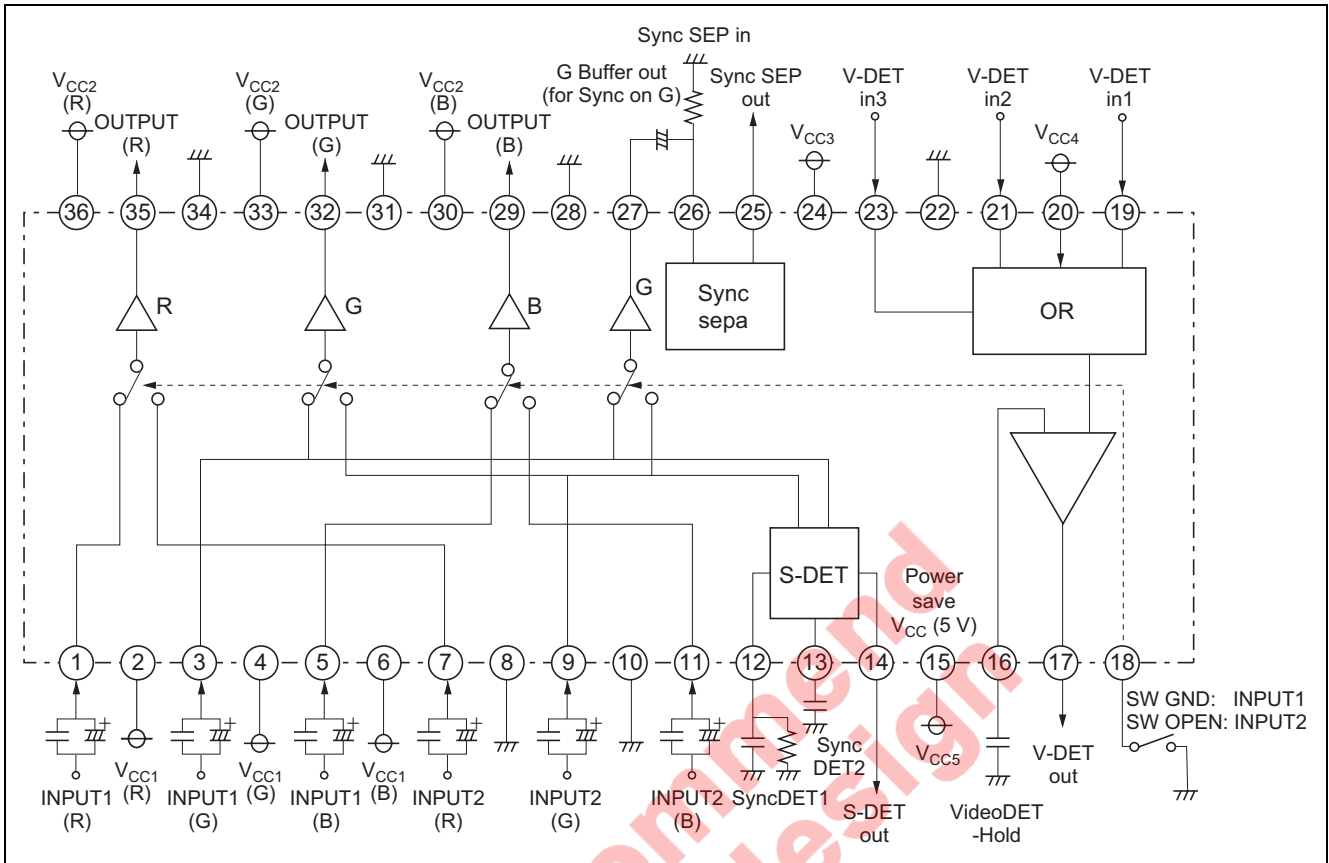 Sync SEP in
G Buffer out
(for Sync on G)
Sync SEP
out
V-DET
in3
V-DET
in2
V-DET
in1
VCC2
(R)
OUTPUT
(R)
VCC2
(G)
OUTPUT
(G)
VCC2
(B)
OUTPUT
(B)
VCC3
VCC4
36
35
34
33
32
31
30
29
28
27
26
25
24
23
22
21
20
19
R
G
B
G
Sync
sepa
OR
S-DET
Power
save
VCC (5 V)
1
2
3
4
5
6
7
8
9
10
11
12
13
14
15
16
17
18
SW GND: INPUT1
SW OPEN: INPUT2
+
+
+
+
+
+
INPUT1
(R)
VCC1
(R)
INPUT1
(G)
VCC1
(G)
INPUT1
(B)
VCC1
(B)
INPUT2
(R)
INPUT2
(G)
INPUT2
(B)
SyncDET1
Sync
DET2
S-DET
out
VCC5
VideoDET
-Hold
V-DET
out
ommend
design